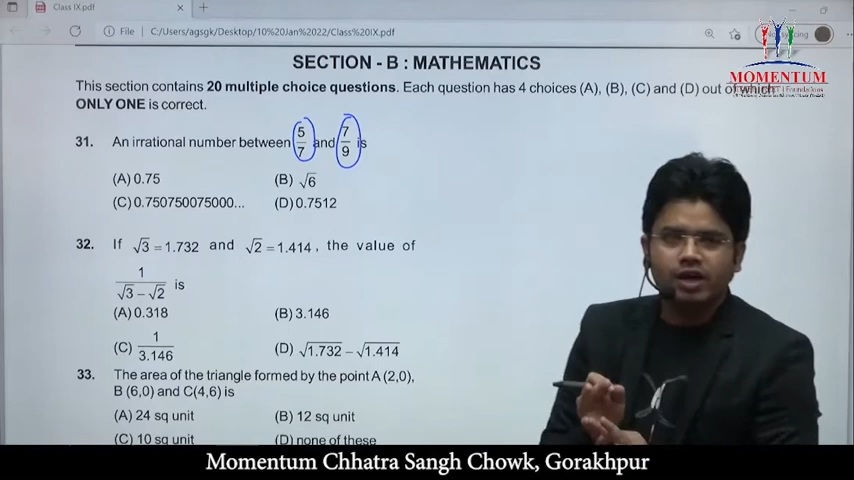 Class IX.pdf
File C:/Users/agsgk/Desktop/10%20Jan%2022/Class%20IX.pdf
MOMENTUM
SECTION - B : MATHEMATICS
This section contains 20 multiple choice questions. Each question has 4 choices (A), (B), (C) and (D) out of which
ONLY ONE is correct.
31. An irrational number between 5/7 and 7/9 is
(A) 0.75 (B) √6
(C) 0.750750075000... (D) 0.7512
32. If √3 = 1.732 and √2 = 1.414 , the value of
1/(√3 − √2) is
(A) 0.318 (B) 3.146
(C) 1/3.146 (D) √1.732 − √1.414
33. The area of the triangle formed by the point A (2,0),
B (6,0) and C(4,6) is
(A) 24 sq unit (B) 12 sq unit
(C) 10 sq unit (D) none of these
Momentum Chhatra Sangh Chowk, Gorakhpur